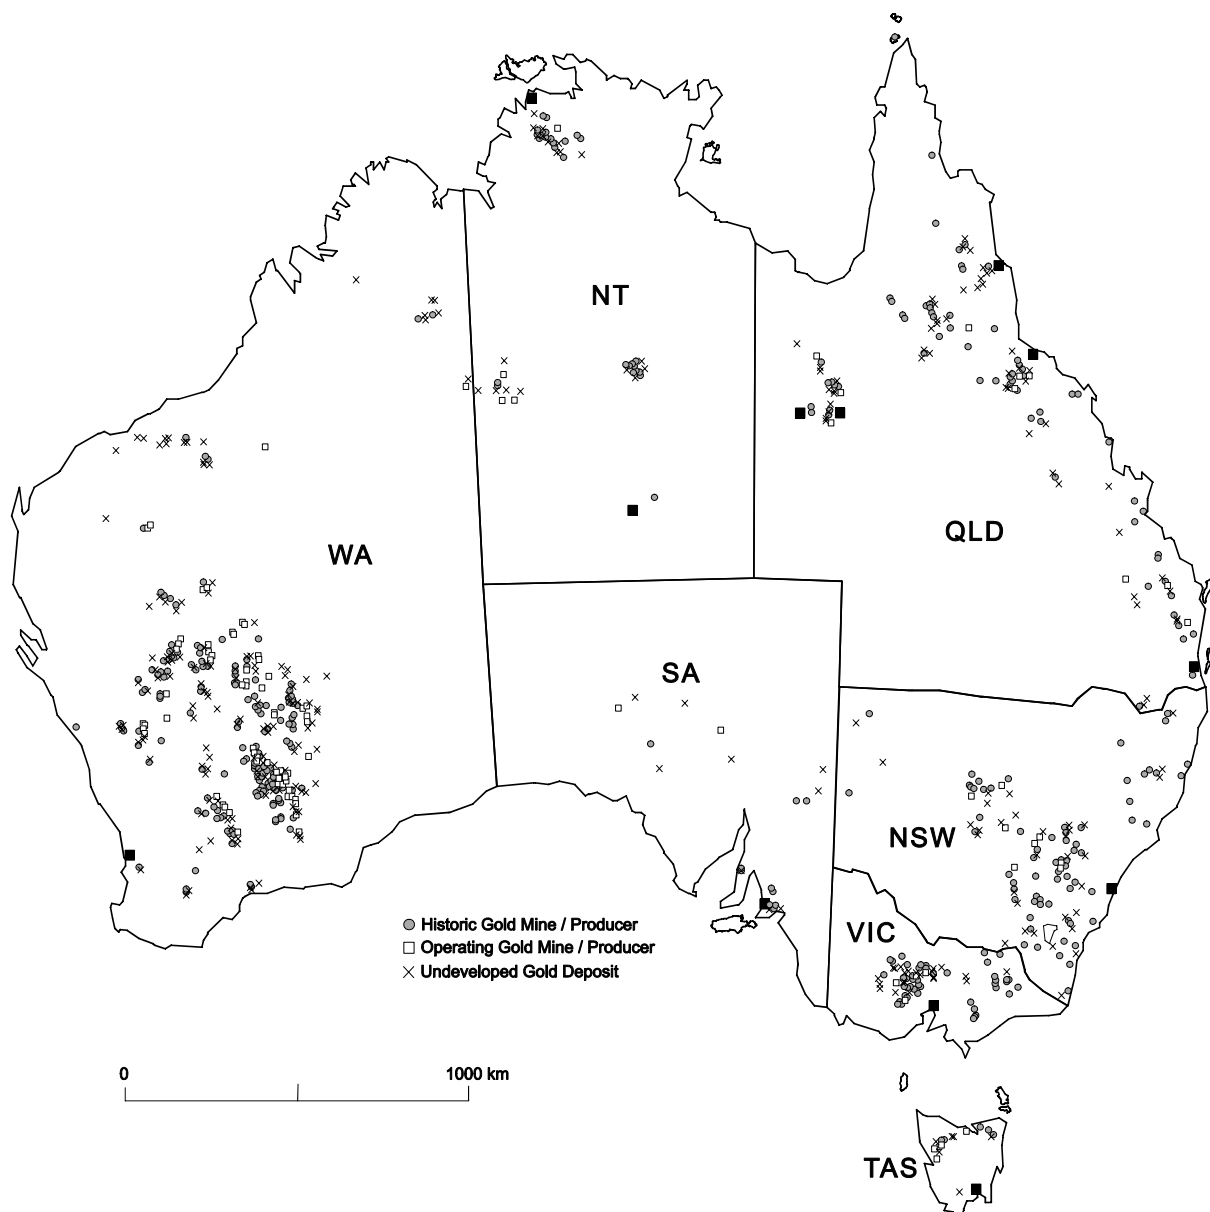 NT
QLD
WA
SA
NSW
VIC
Historic Gold Mine / Producer
Operating Gold Mine / Producer
Undeveloped Gold Deposit
0 1000 km
TAS